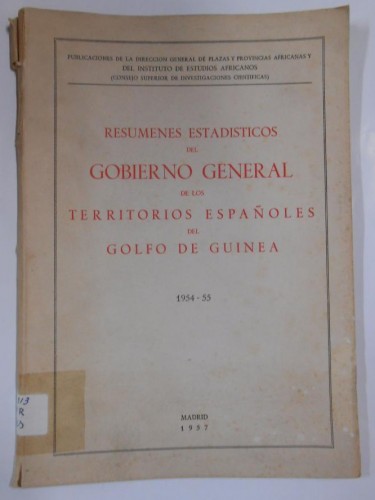 PUBLICACIONES DE LA DIRECCION GENERAL DE PLAZAS Y PROVINCIAS AFRICANAS Y
DEL INSTITUTO DE ESTUDIOS AFRICANOS
(CONSEJO SUPERIOR DE INVESTIGACIONES CIENTIFICAS)
RESUMENES ESTADISTICOS
DEL
GOBIERNO GENERAL
DE LOS
TERRITORIOS ESPAÑOLES
DEL
GOLFO DE GUINEA
1954-55
MADRID
1957